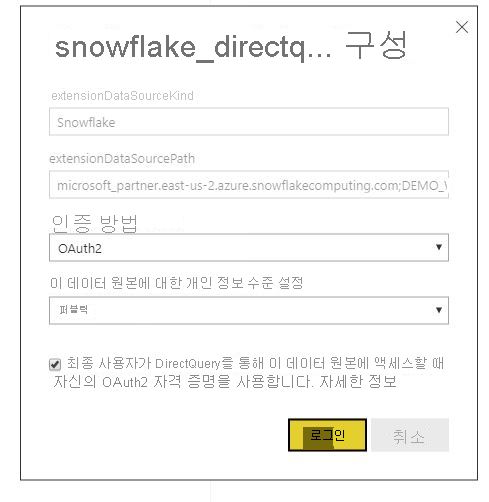 snowflake_directq... 구성
extensionDataSourceKind
Snowflake
extensionDataSourcePath
microsoft_partner.east-us-2.azure.snowflakecomputing.com;DEMO_
인증 방법
OAuth2
이 데이터 원본에 대한 개인 정보 수준 설정
퍼블릭
최종 사용자가 DirectQuery를 통해 이 데이터 원본에 액세스할 때
자신의 OAuth2 자격 증명을 사용합니다. 자세한 정보
로그인
취소